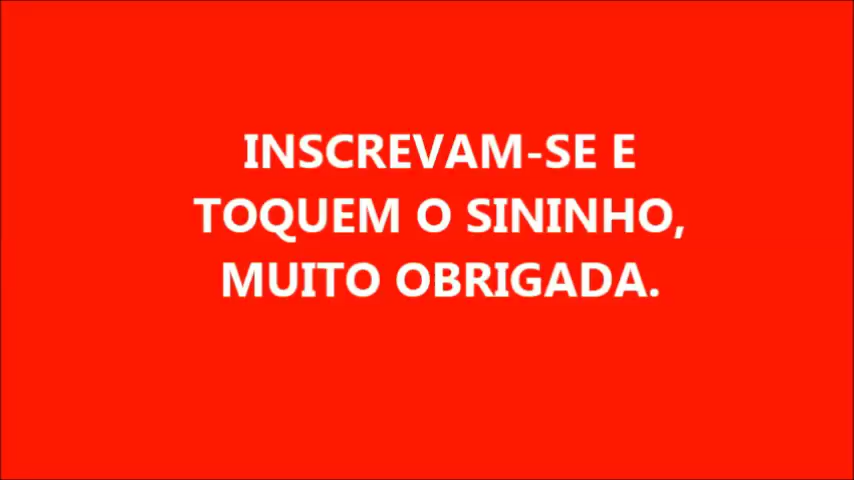 INSCREVAM-SE E
TOQUEM O SININHO,
MUITO OBRIGADA.